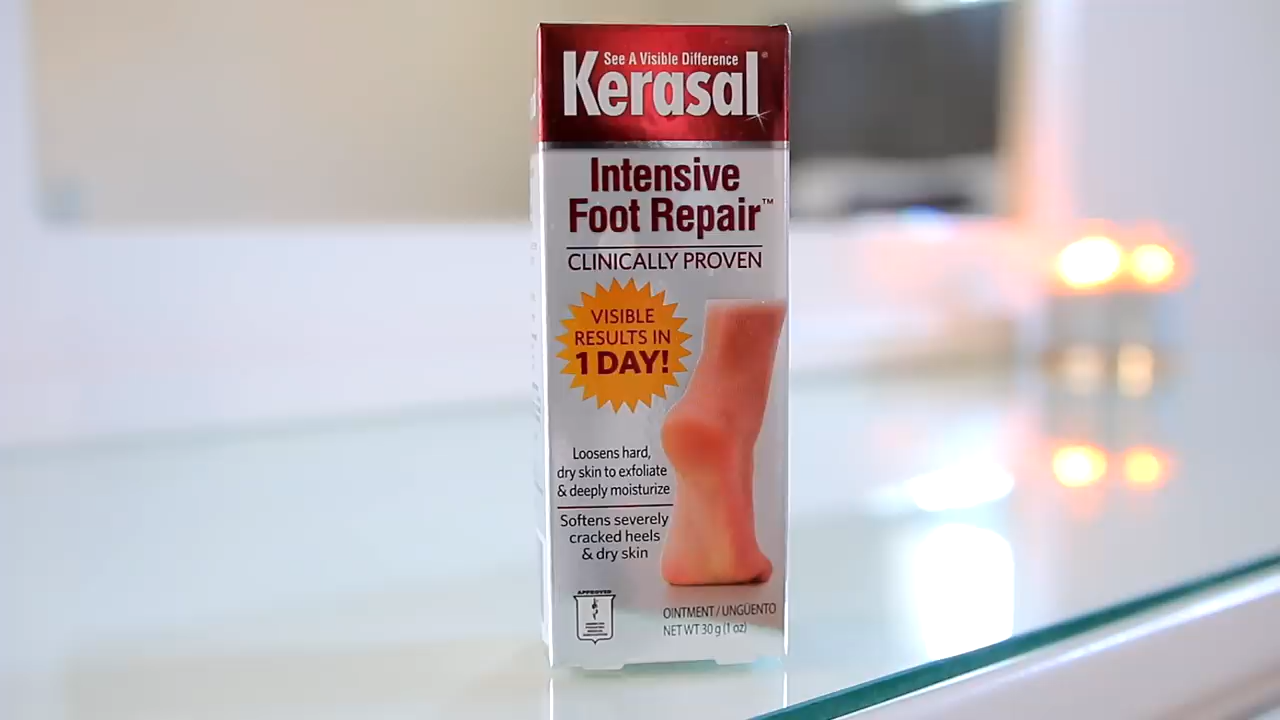 See A Visible Difference
Kerasal®
Intensive
Foot Repair™
CLINICALLY PROVEN
VISIBLE
RESULTS IN
1 DAY!
Loosens hard,
dry skin to exfoliate
& deeply moisturize
Softens severely
cracked heels
& dry skin
APPROVED
OINTMENT / UNGÜENTO
NET WT 30 g (1 oz)